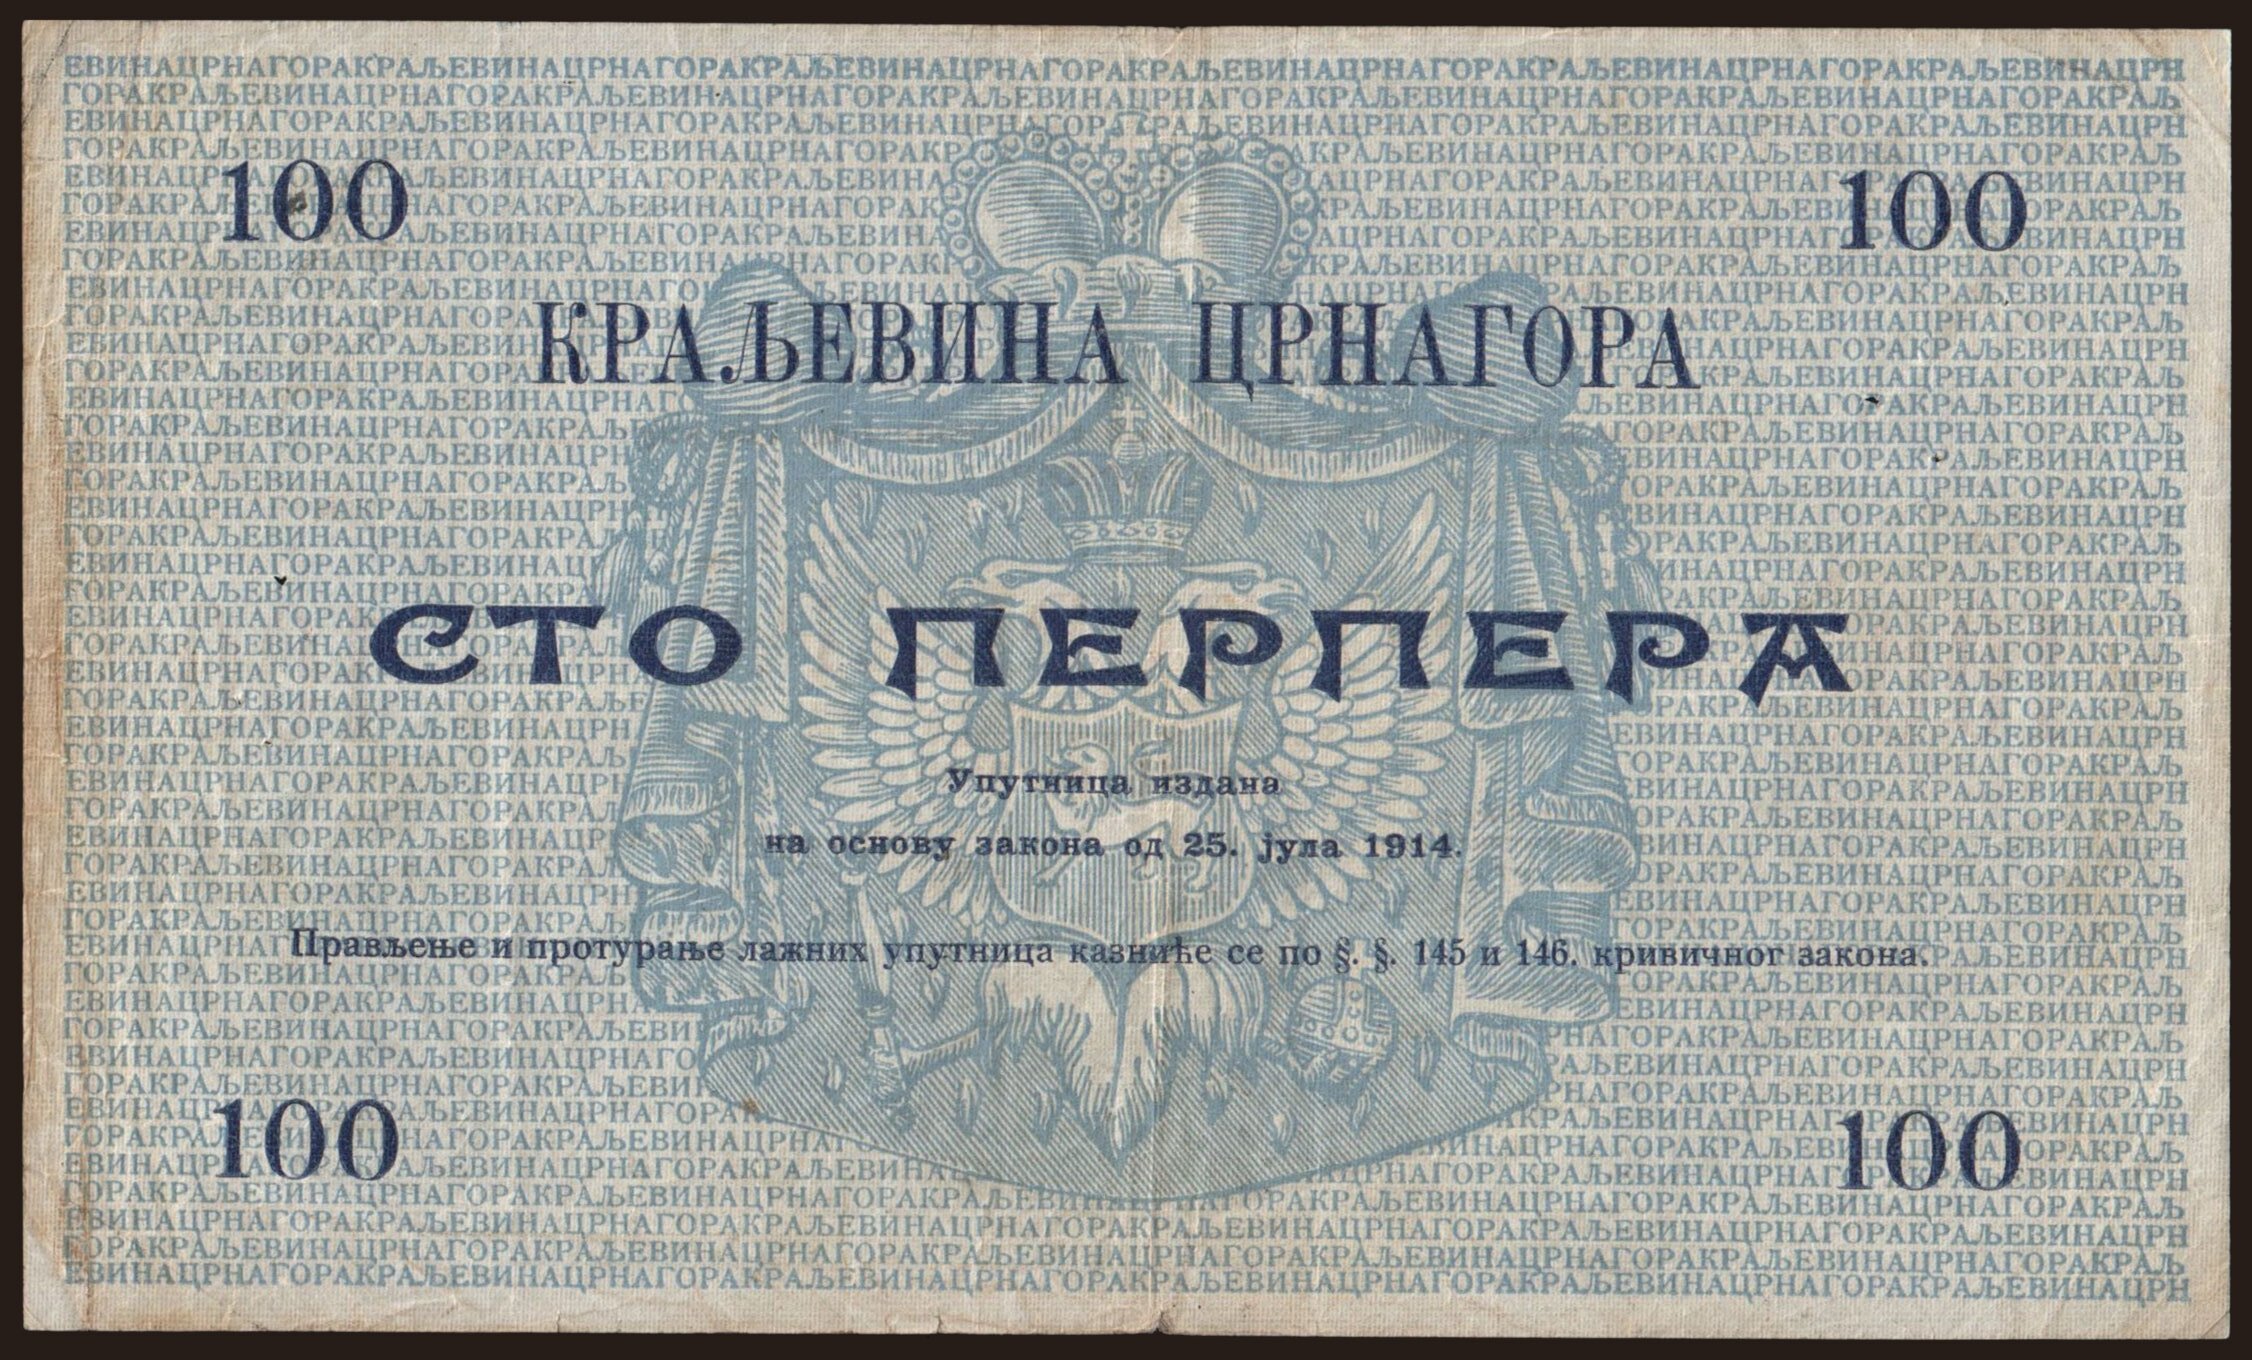 100 100
КРАЉЕВИНА ЦРНАГОРА
СТО ПЕРПЕРА
Упутница издана
на основу закона од 25. јула 1914.
Прављење и протурање лажних упутница казниће се по §. §. 145 и 146. кривичног закона.
100 100